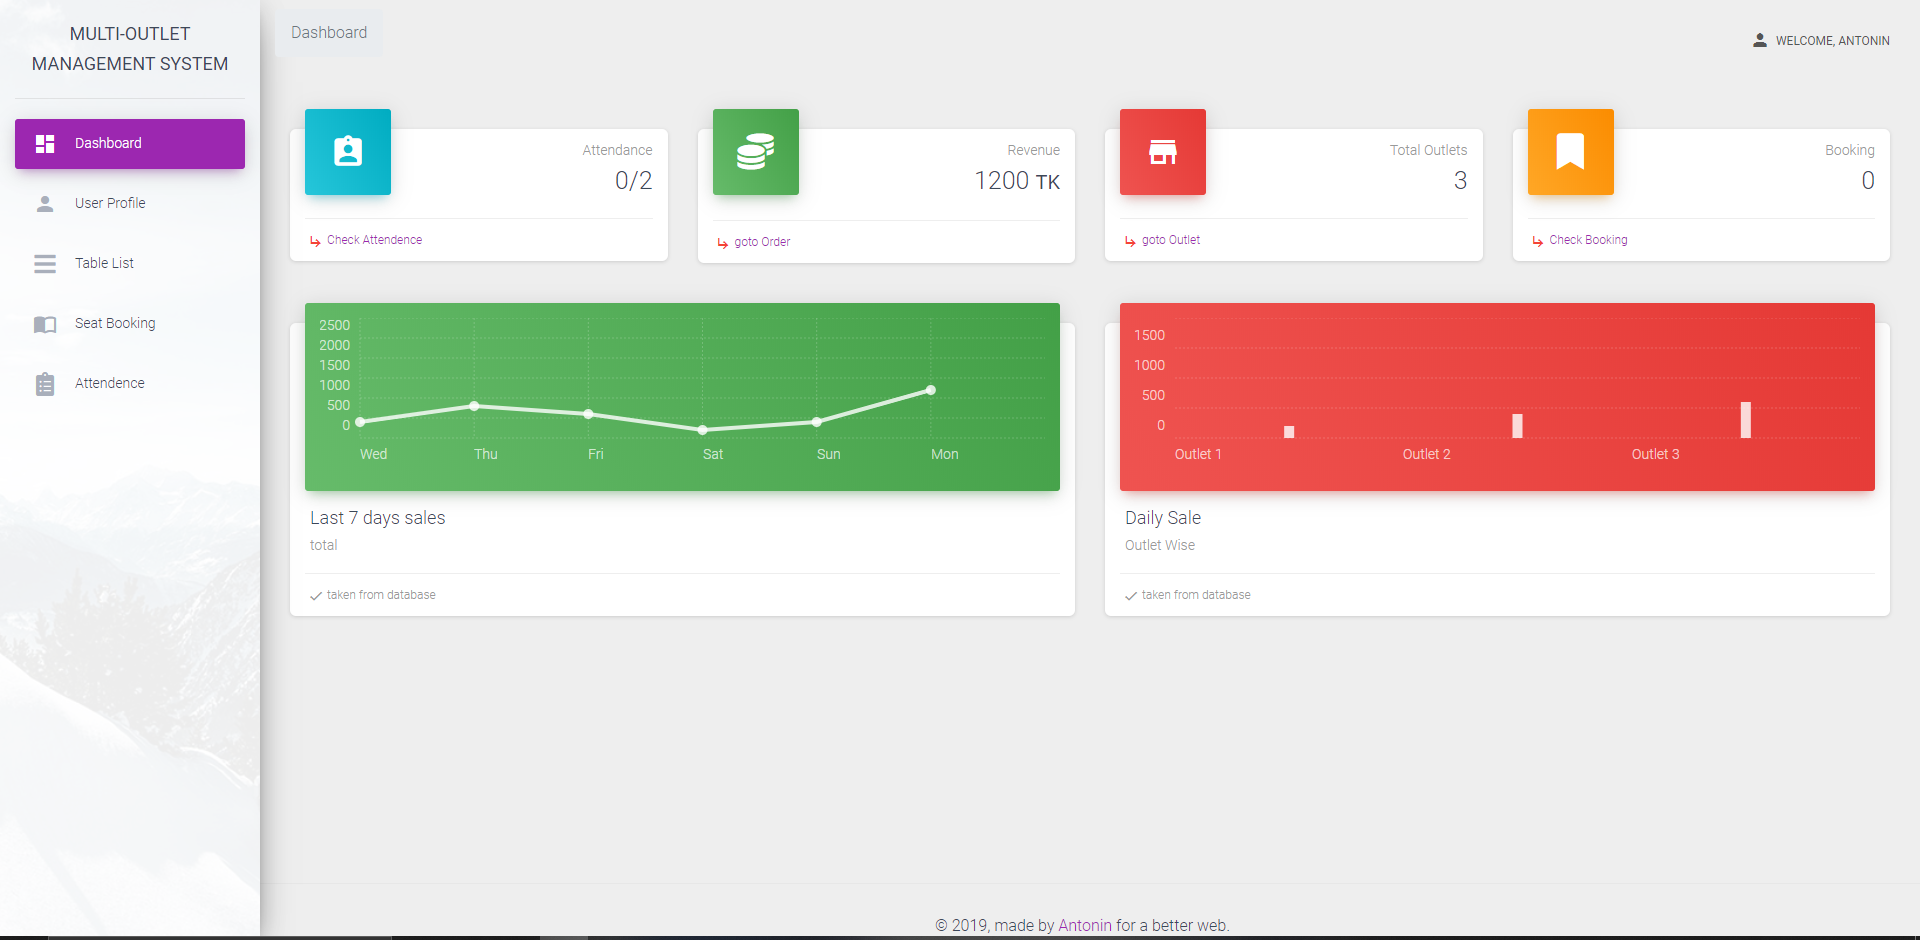 MULTI-OUTLET
MANAGEMENT SYSTEM
Dashboard
User Profile
Table List
Seat Booking
Attendence
Dashboard
WELCOME, ANTONIN
Attendance
0/2
Check Attendence
Revenue
1200 TK
goto Order
Total Outlets
3
goto Outlet
Booking
0
Check Booking
2500
2000
1500
1000
500
0
Wed Thu Fri Sat Sun Mon
Last 7 days sales
total
taken from database
1500
1000
500
0
Outlet 1 Outlet 2 Outlet 3
Daily Sale
Outlet Wise
taken from database
© 2019, made by Antonin for a better web.